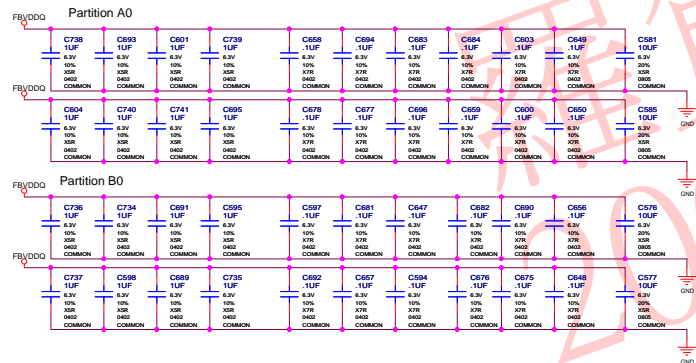 Partition A0
FBVDDQ
C738 C693 C601 C739 C658 C694 C683 C684 C603 C649 C581
1UF 1UF 1UF 1UF .1UF .1UF .1UF .1UF .1UF .1UF 10UF
6.3V 6.3V 6.3V 6.3V 6.3V 6.3V 6.3V 6.3V 6.3V 6.3V 6.3V
10% 10% 10% 10% 10% 10% 10% 10% 10% 10% 20%
X5R X5R X5R X5R X7R X7R X7R X7R X7R X7R X5R
0402 0402 0402 0402 0402 0402 0402 0402 0402 0402 0805
COMMON COMMON COMMON COMMON COMMON COMMON COMMON COMMON COMMON COMMON COMMON
FBVDDQ
GND
C604 C740 C741 C695 C678 C677 C696 C659 C600 C650 C585
1UF 1UF 1UF 1UF .1UF .1UF .1UF .1UF .1UF .1UF 10UF
6.3V 6.3V 6.3V 6.3V 6.3V 6.3V 6.3V 6.3V 6.3V 6.3V 6.3V
10% 10% 10% 10% 10% 10% 10% 10% 10% 10% 20%
X5R X5R X5R X5R X7R X7R X7R X7R X7R X7R X5R
0402 0402 0402 0402 0402 0402 0402 0402 0402 0402 0805
COMMON COMMON COMMON COMMON COMMON COMMON COMMON COMMON COMMON COMMON COMMON
GND
Partition B0
FBVDDQ
C736 C734 C691 C595 C597 C681 C647 C682 C690 C656 C576
1UF 1UF 1UF 1UF .1UF .1UF .1UF .1UF .1UF .1UF 10UF
6.3V 6.3V 6.3V 6.3V 6.3V 6.3V 6.3V 6.3V 6.3V 6.3V 6.3V
10% 10% 10% 10% 10% 10% 10% 10% 10% 10% 20%
X5R X5R X5R X5R X7R X7R X7R X7R X7R X7R X5R
0402 0402 0402 0402 0402 0402 0402 0402 0402 0402 0805
COMMON COMMON COMMON COMMON COMMON COMMON COMMON COMMON COMMON COMMON COMMON
FBVDDQ
GND
C737 C598 C689 C735 C692 C657 C594 C676 C675 C648 C577
1UF 1UF 1UF 1UF .1UF .1UF .1UF .1UF .1UF .1UF 10UF
6.3V 6.3V 6.3V 6.3V 6.3V 6.3V 6.3V 6.3V 6.3V 6.3V 6.3V
10% 10% 10% 10% 10% 10% 10% 10% 10% 10% 20%
X5R X5R X5R X5R X7R X7R X7R X7R X7R X7R X5R
0402 0402 0402 0402 0402 0402 0402 0402 0402 0402 0805
COMMON COMMON COMMON COMMON COMMON COMMON COMMON COMMON COMMON COMMON COMMON
GND
羅
20